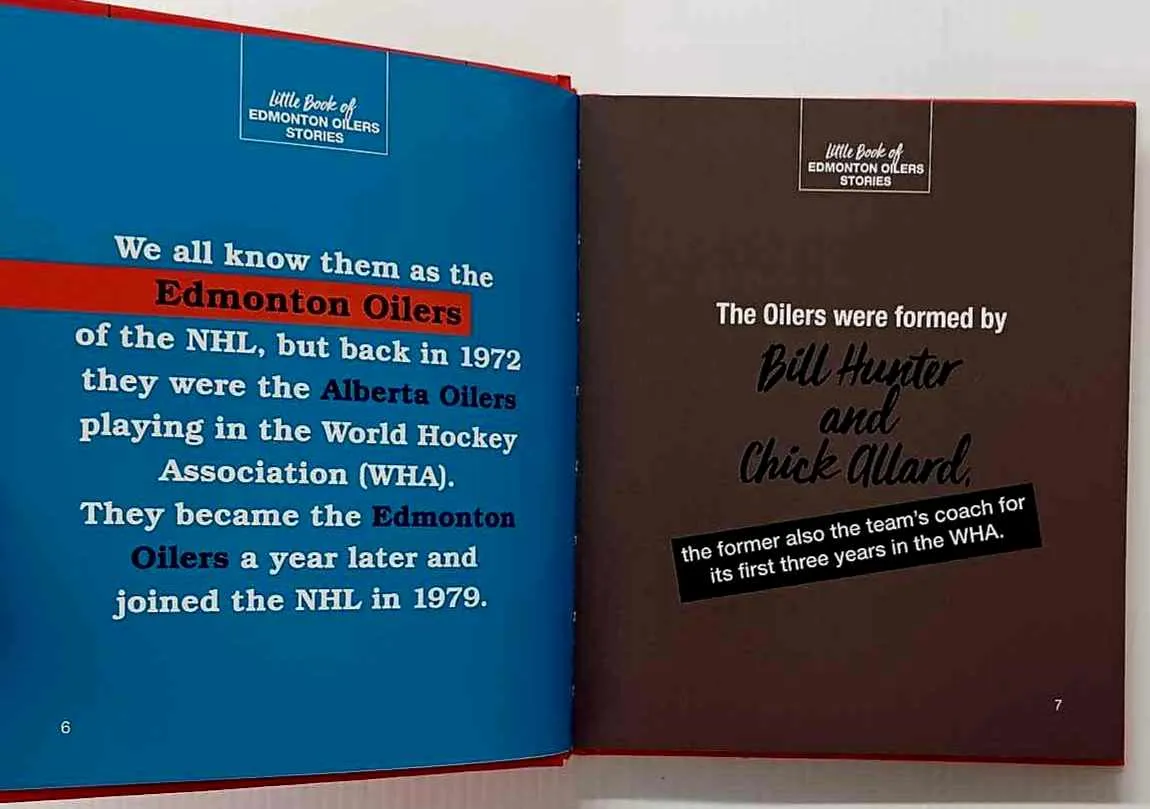 Little Book of
EDMONTON OILERS
STORIES
We all know them as the
Edmonton Oilers
of the NHL, but back in 1972
they were the Alberta Oilers
playing in the World Hockey
Association (WHA).
They became the Edmonton
Oilers a year later and
joined the NHL in 1979.
6
Little Book of
EDMONTON OILERS
STORIES
The Oilers were formed by
Bill Hunter
and
Chick Allard,
the former also the team's coach for
its first three years in the WHA.
7